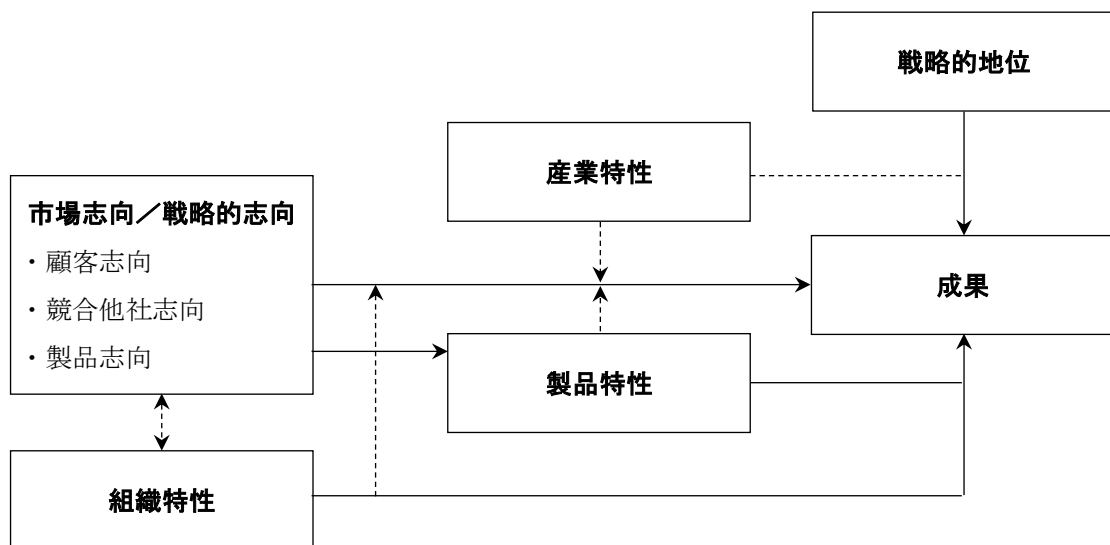 戦略的地位
産業特性
市場志向／戦略的志向
・顧客志向
・競合他社志向
・製品志向
成果
製品特性
組織特性